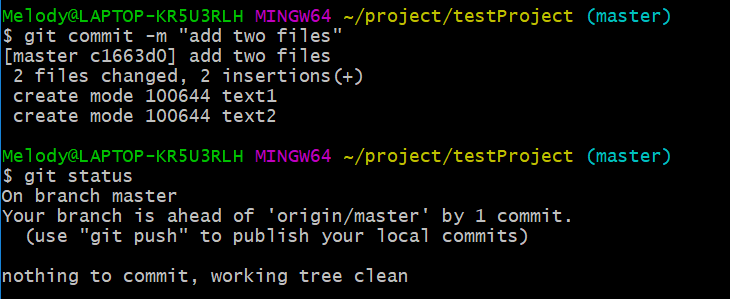 Melody@LAPTOP-KR5U3RLH MINGW64 ~/project/testProject (master)
$ git commit -m "add two files"
[master c1663d0] add two files
 2 files changed, 2 insertions(+)
 create mode 100644 text1
 create mode 100644 text2

Melody@LAPTOP-KR5U3RLH MINGW64 ~/project/testProject (master)
$ git status
On branch master
Your branch is ahead of 'origin/master' by 1 commit.
  (use "git push" to publish your local commits)

nothing to commit, working tree clean